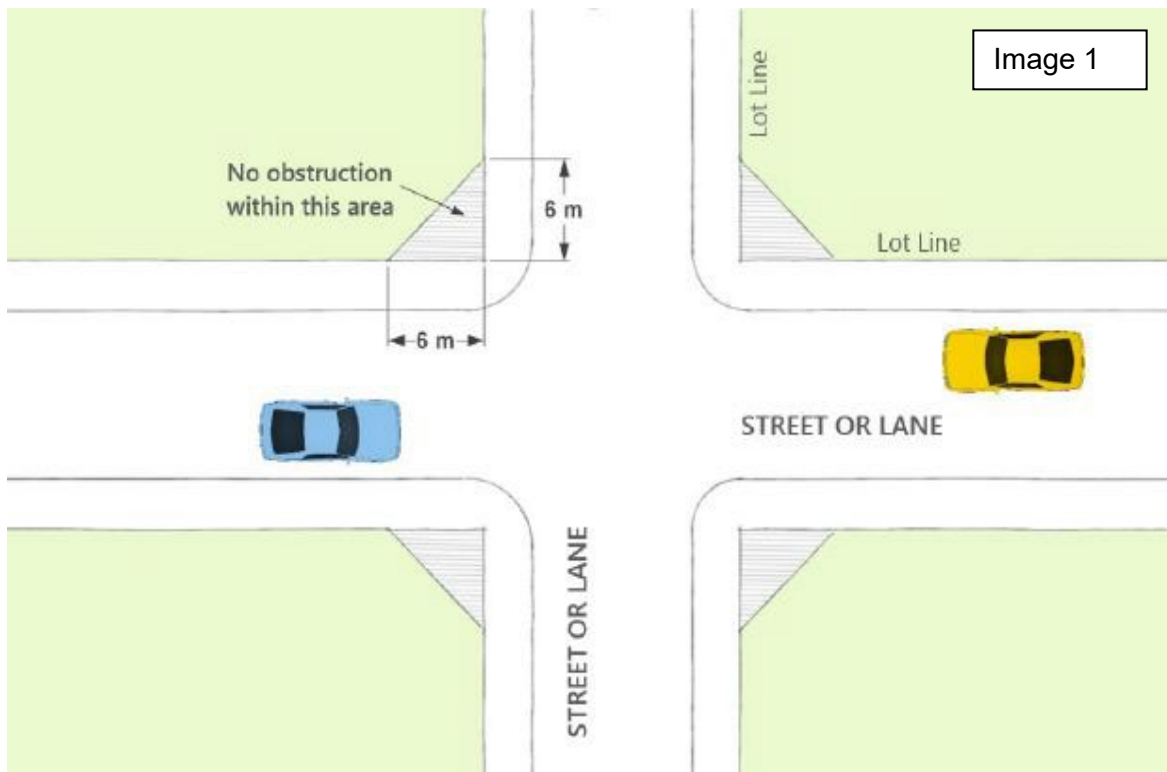 Image 1
Lot Line
No obstruction
within this area
6 m
Lot Line
6 m
STREET OR LANE
STREET OR LANE